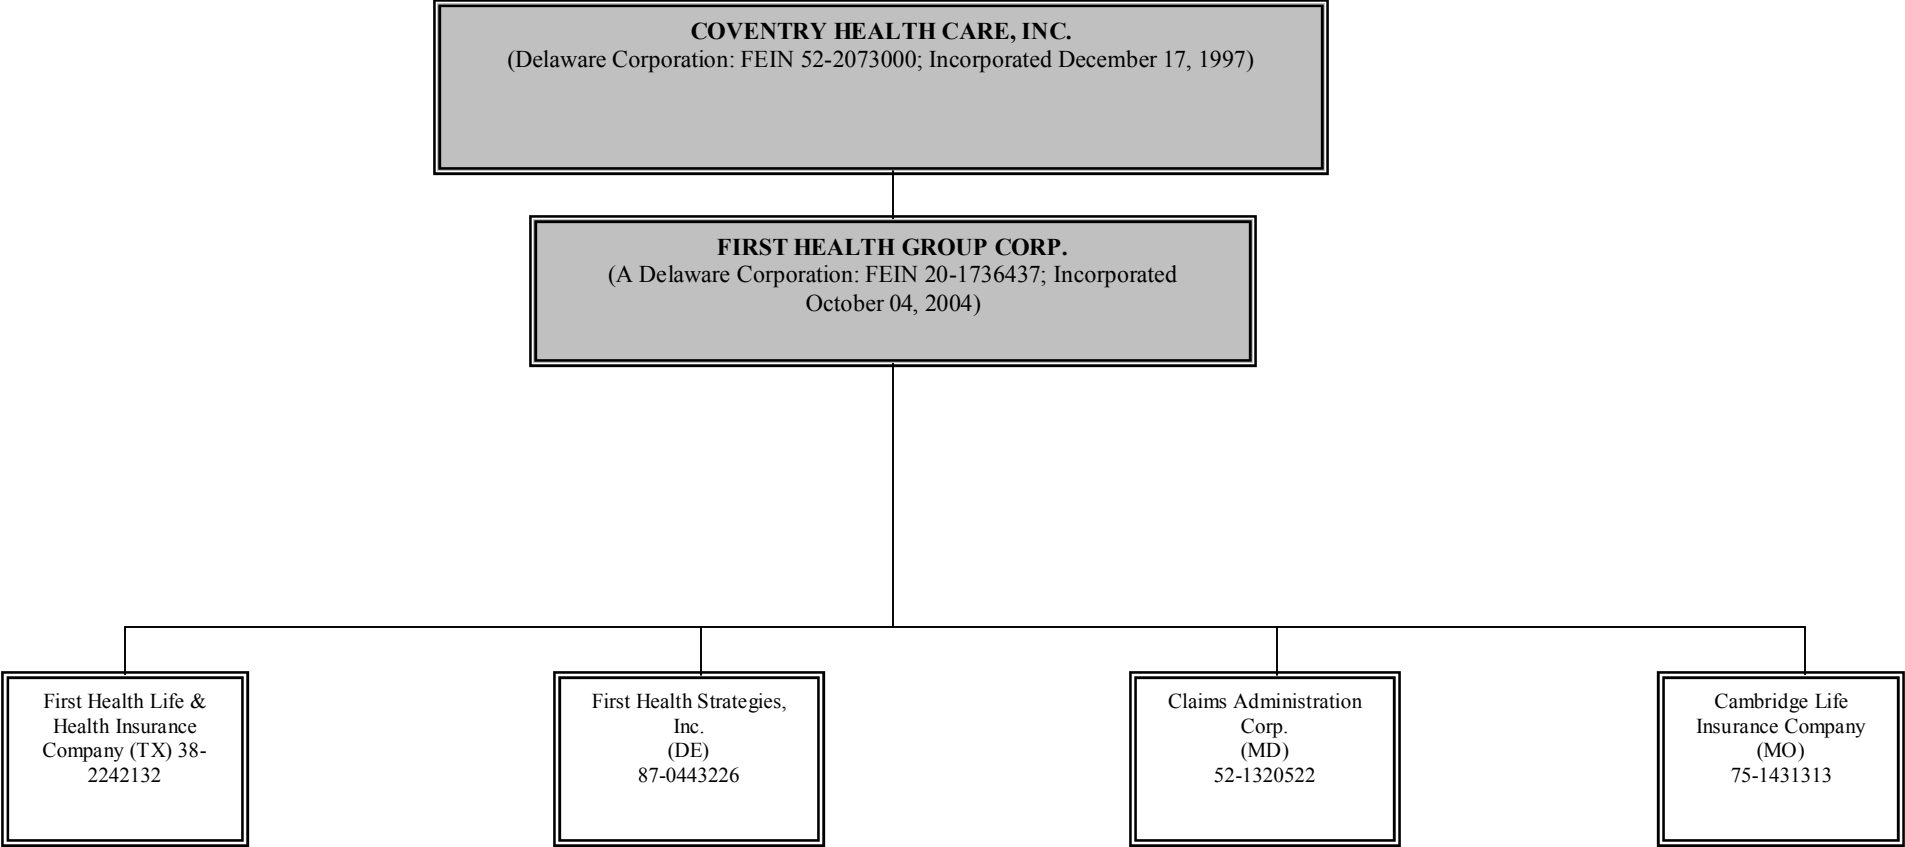 COVENTRY HEALTH CARE, INC.
(Delaware Corporation: FEIN 52-2073000; Incorporated December 17, 1997)
FIRST HEALTH GROUP CORP.
(A Delaware Corporation: FEIN 20-1736437; Incorporated
October 04, 2004)
First Health Life &
Health Insurance
Company (TX) 38-
2242132
First Health Strategies,
Inc.
(DE)
87-0443226
Claims Administration
Corp.
(MD)
52-1320522
Cambridge Life
Insurance Company
(MO)
75-1431313